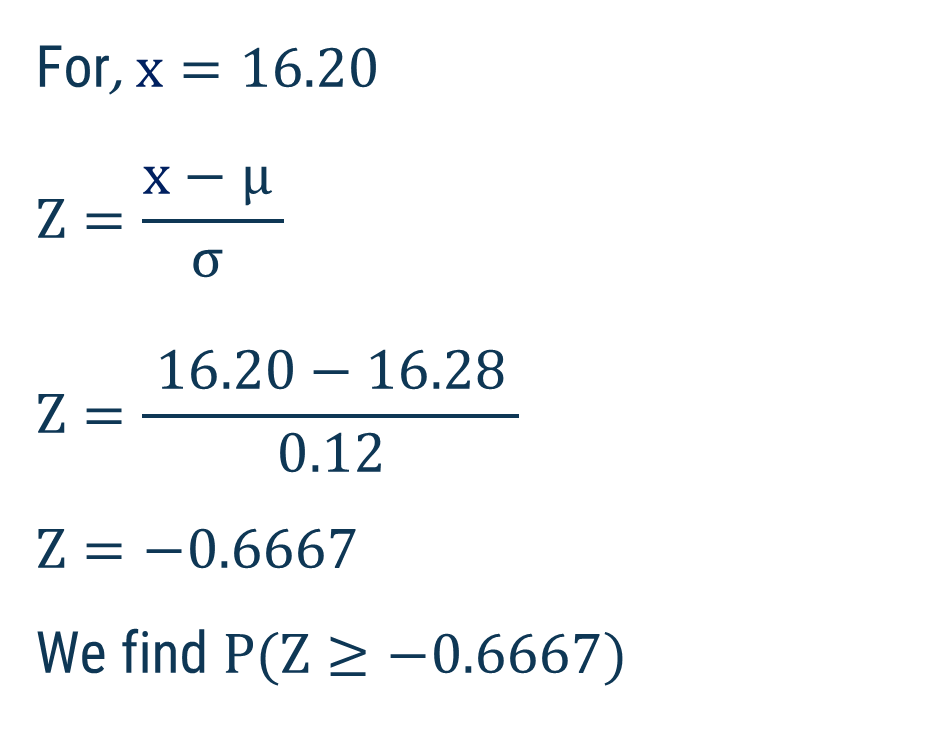 For, x = 16.20
Z = (x − μ) / σ
Z = (16.20 − 16.28) / 0.12
Z = −0.6667
We find P(Z ≥ −0.6667)